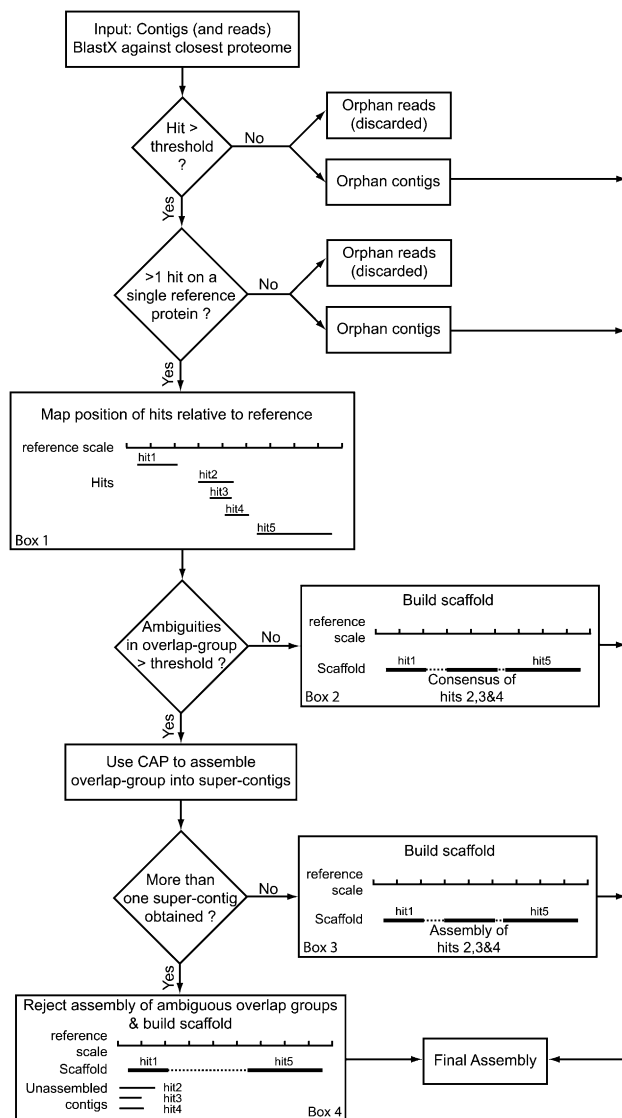 Input: Contigs (and reads)
BlastX against closest proteome
Hit >
threshold
?
No
Orphan reads
(discarded)
Orphan contigs
Yes
>1 hit on a
single reference
protein ?
No
Orphan reads
(discarded)
Orphan contigs
Yes
Map position of hits relative to reference
reference scale
hit1
Hits
hit2
hit3
hit4
hit5
Box 1
Ambiguities
in overlap-group
> threshold ?
No
Build scaffold
reference
scale
Scaffold
hit1
hit5
Consensus of
hits 2,3&4
Box 2
Yes
Use CAP to assemble
overlap-group into super-contigs
More than
one super-contig
obtained ?
No
Build scaffold
reference
scale
Scaffold
hit1
hit5
Assembly of
hits 2,3&4
Box 3
Yes
Reject assembly of ambiguous overlap groups
& build scaffold
reference
scale
Scaffold
hit1
hit5
Unassembled
contigs
hit2
hit3
hit4
Box 4
Final Assembly